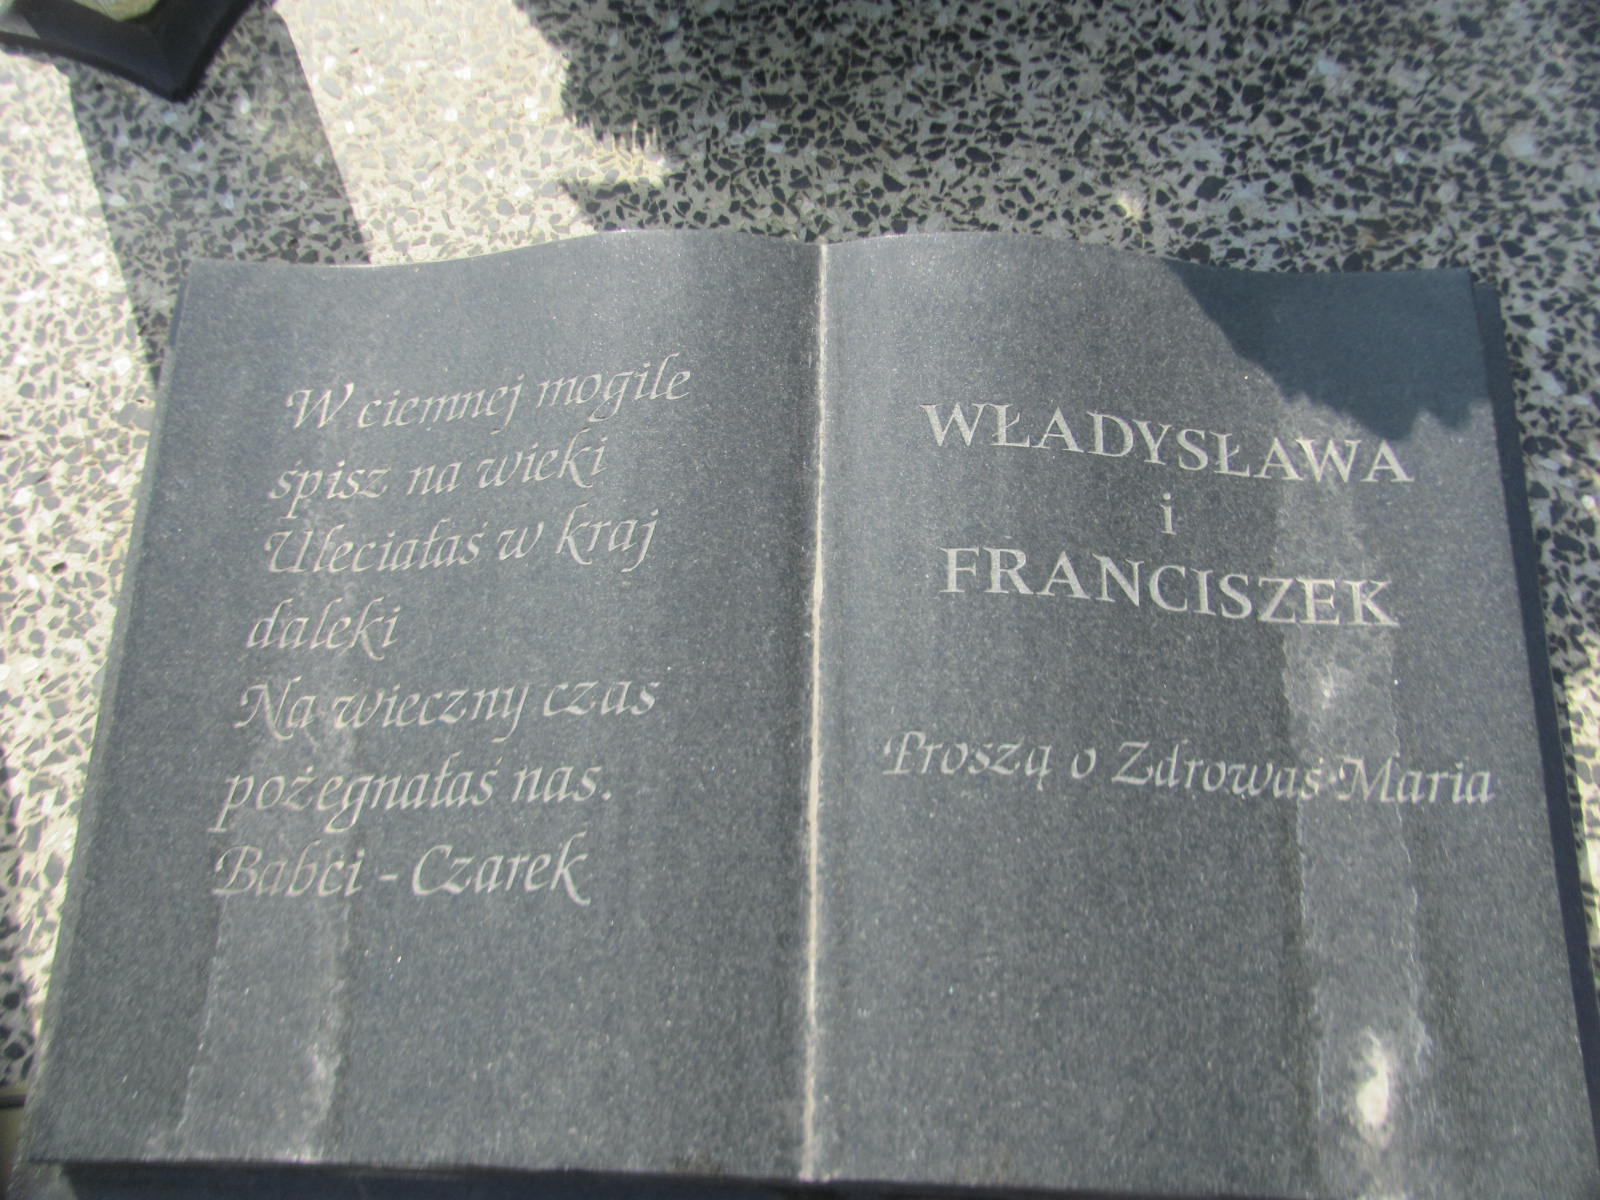 W ciemnej mogile
śpisz na wieki
Uleciałaś w kraj
daleki
Na wieczny czas
pożegnałaś nas.
Babci - Czarek
WŁADYSŁAWA
i
FRANCISZEK
Proszą o Zdrowaś Maria